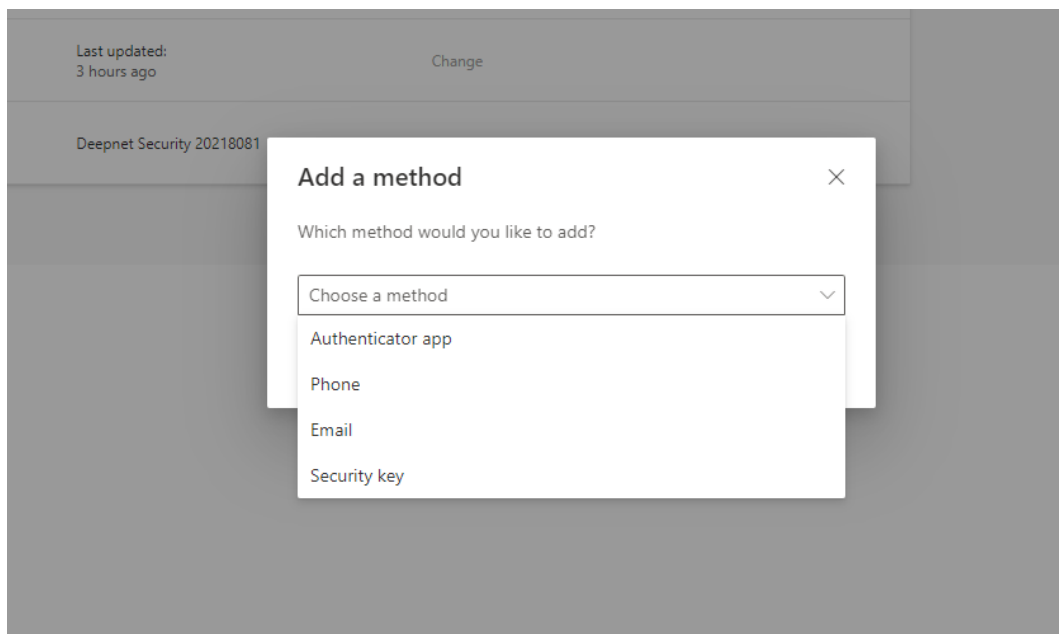 Last updated:
3 hours ago
Change
Deepnet Security 20218081
Add a method
Which method would you like to add?
Choose a method
Authenticator app
Phone
Email
Security key